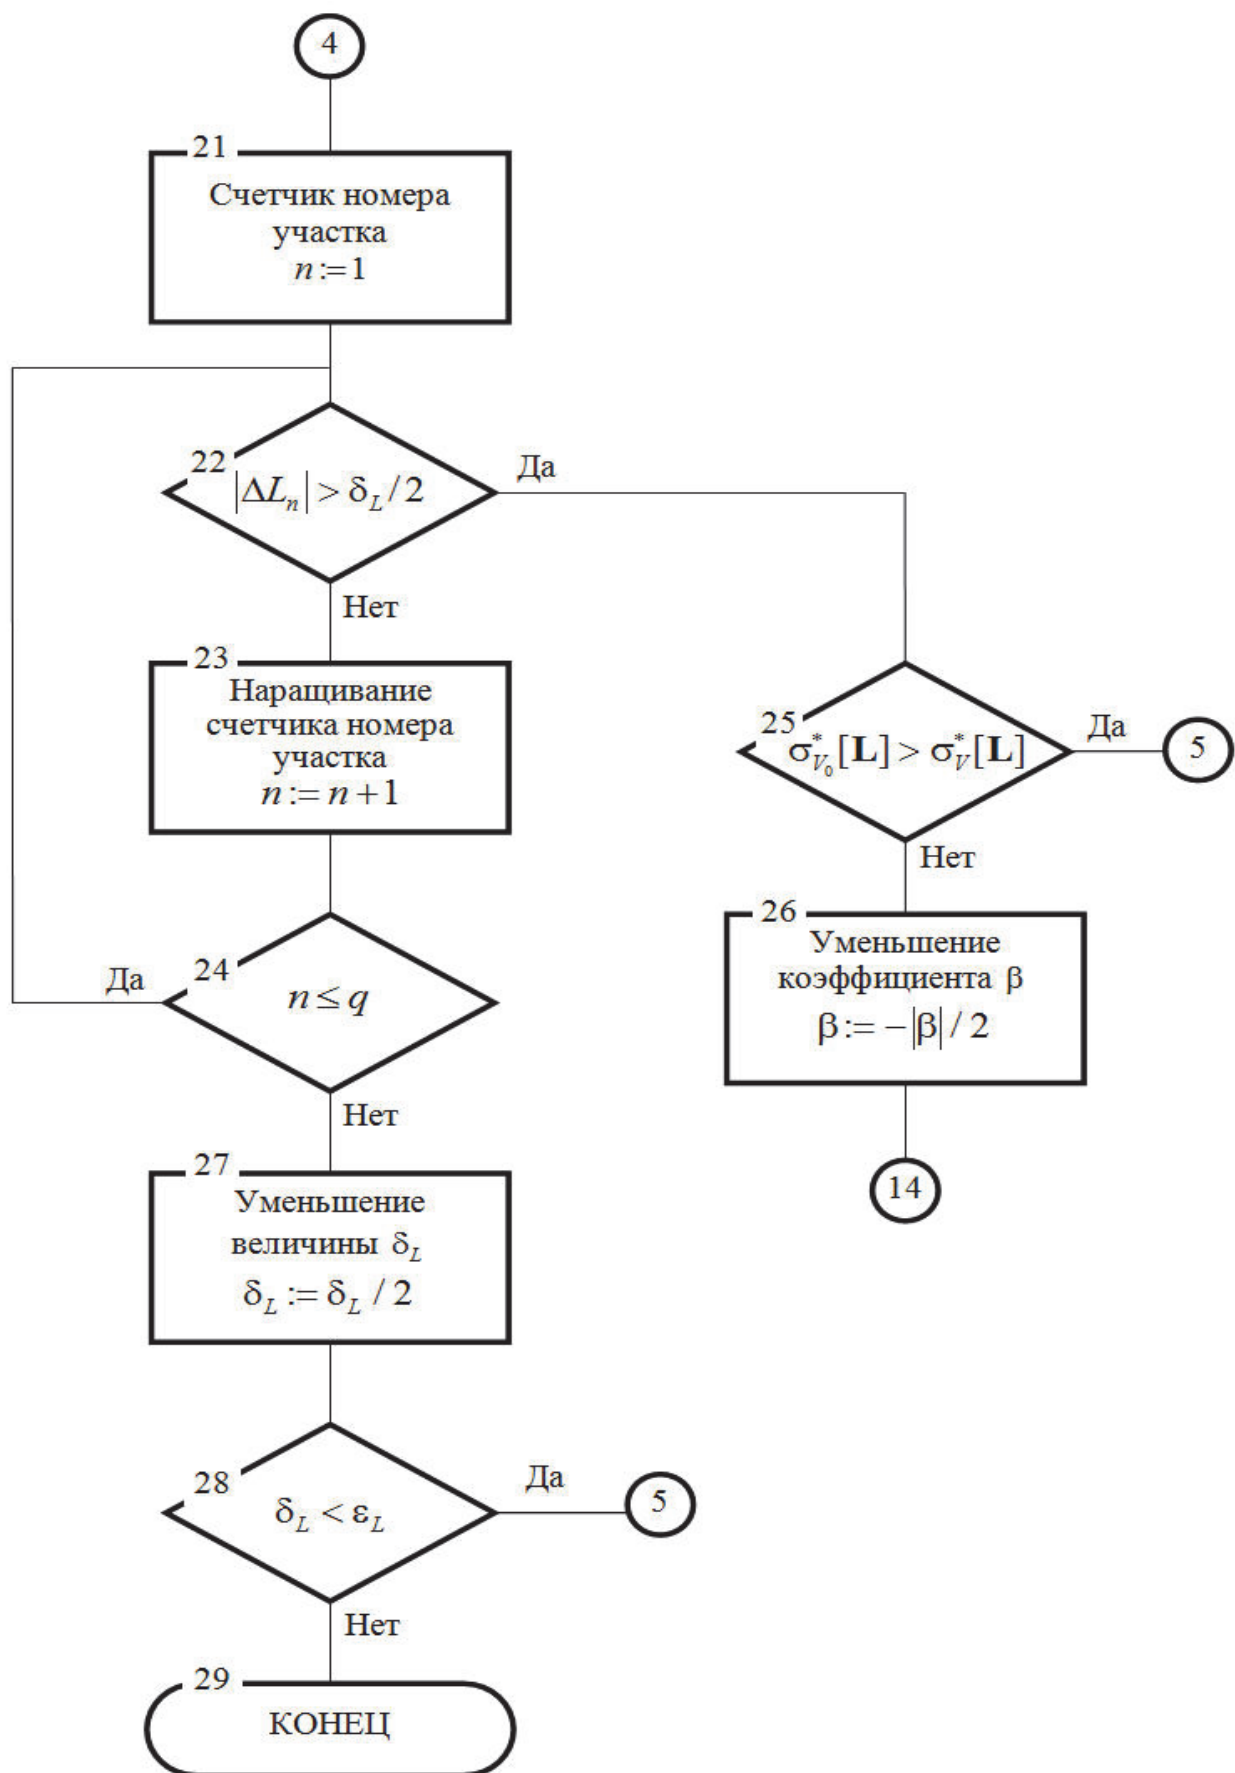 4
21
Счетчик номера
участка
n := 1
22
|ΔLₙ| > δ_L / 2
Да
Нет
23
Наращивание
счетчика номера
участка
n := n + 1
25
σ*_{V₀}[L] > σ*_V[L]
Да
5
Нет
24
n ≤ q
Да
Нет
26
Уменьшение
коэффициента β
β := −|β| / 2
14
27
Уменьшение
величины δ_L
δ_L := δ_L / 2
28
δ_L < ε_L
Да
5
Нет
29
КОНЕЦ